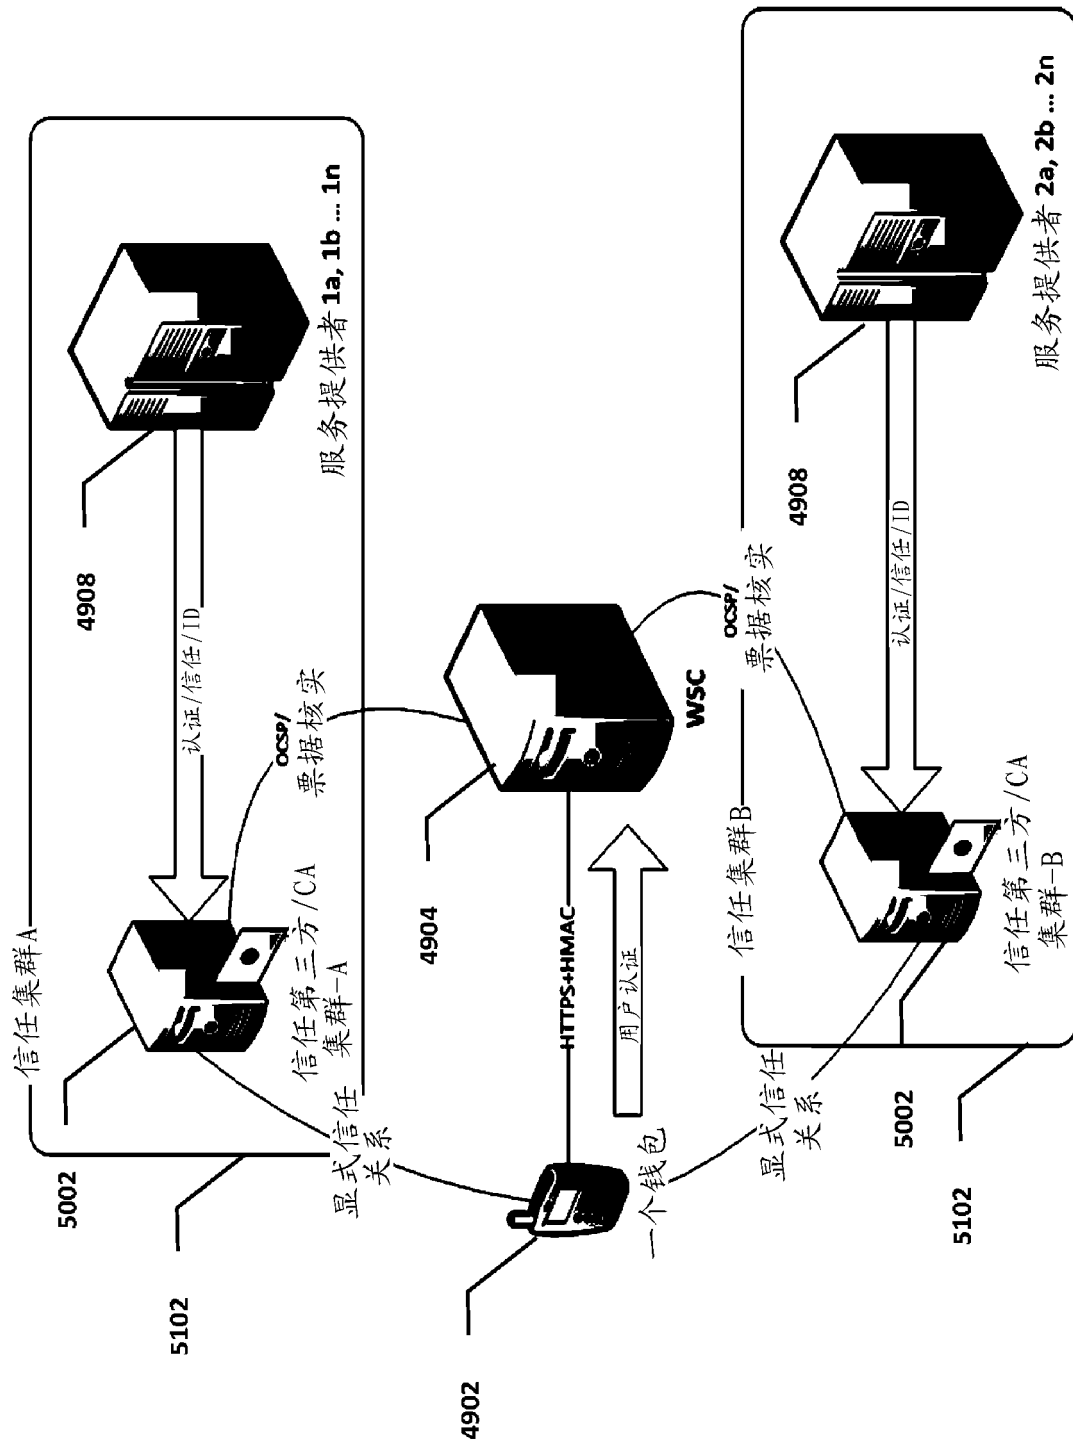 信任集群A
5002
5102
4908
认证/信任/ID
服务提供者 1a, 1b ... 1n
信任第三方/CA
集群-A
OCSP/
票据核实
显式信任
关系
4902
4904
HTTPS+HMAC
用户认证
一个钱包
WSC
OCSP/
票据核实
信任集群B
显式信任
关系
4908
认证/信任/ID
5002
5102
信任第三方/CA
集群-B
服务提供者 2a, 2b ... 2n